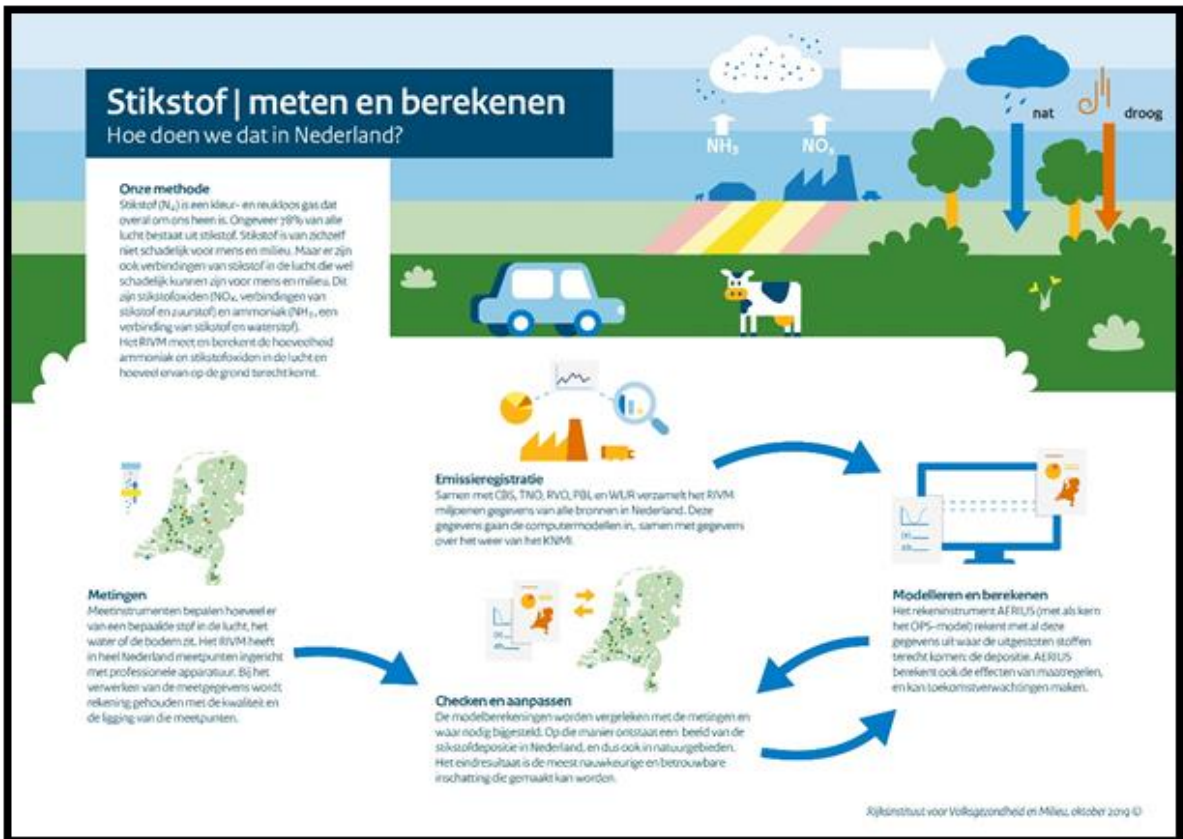 Stikstof | meten en berekenen
Hoe doen we dat in Nederland?
NH₃
NOₓ
nat
droog
Onze methode
Stikstof (N₂) is een kleur- en reukloos gas dat
overal om ons heen is. Ongeveer 78% van alle
lucht bestaat uit stikstof. Stikstof is van zichzelf
niet schadelijk voor mens en milieu. Maar er zijn
ook verbindingen van stikstof in de lucht die wel
schadelijk kunnen zijn voor mens en milieu. Dit
zijn stikstofoxiden (NOₓ, verbindingen van
stikstof en zuurstof) en ammoniak (NH₃, een
verbinding van stikstof en waterstof).
Het RIVM meet en berekent de hoeveelheid
ammoniak en stikstofoxiden in de lucht en
hoeveel ervan op de grond terecht komt.
Emissieregistratie
Samen met CBS, TNO, RVO, PBL en WUR verzamelt het RIVM
miljoenen gegevens van alle bronnen in Nederland. Deze
gegevens gaan de computermodellen in, samen met gegevens
over het weer van het KNMI.
Metingen
Meetinstrumenten bepalen hoeveel er
van een bepaalde stof in de lucht, het
water of de bodem zit. Het RIVM heeft
in heel Nederland meetpunten ingericht
met professionele apparatuur. Bij het
verwerken van de meetgegevens wordt
rekening gehouden met de kwaliteit en
de ligging van die meetpunten.
Checken en aanpassen
De modelberekeningen worden vergeleken met de metingen en
waar nodig bijgesteld. Op die manier ontstaat een beeld van de
stikstofdepositie in Nederland, en dus ook in natuurgebieden.
Het eindresultaat is de meest nauwkeurige en betrouwbare
inschatting die gemaakt kan worden.
Modelleren en berekenen
Het rekeninstrument AERIUS (met als kern
het OPS-model) rekent met al deze
gegevens uit waar de uitgestoten stoffen
terecht komen: de depositie. AERIUS
berekent ook de effecten van maatregelen,
en kan toekomstverwachtingen maken.
Rijksinstituut voor Volksgezondheid en Milieu, oktober 2019 ©